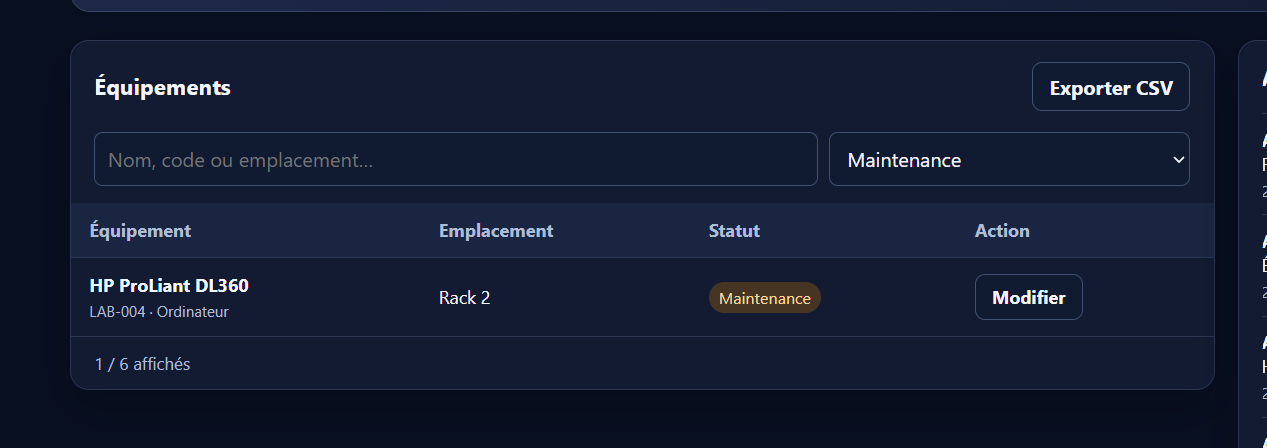 Équipements
Exporter CSV
Nom, code ou emplacement...
Maintenance
Équipement Emplacement Statut Action
HP ProLiant DL360
LAB-004 · Ordinateur
Rack 2
Maintenance
Modifier
1 / 6 affichés